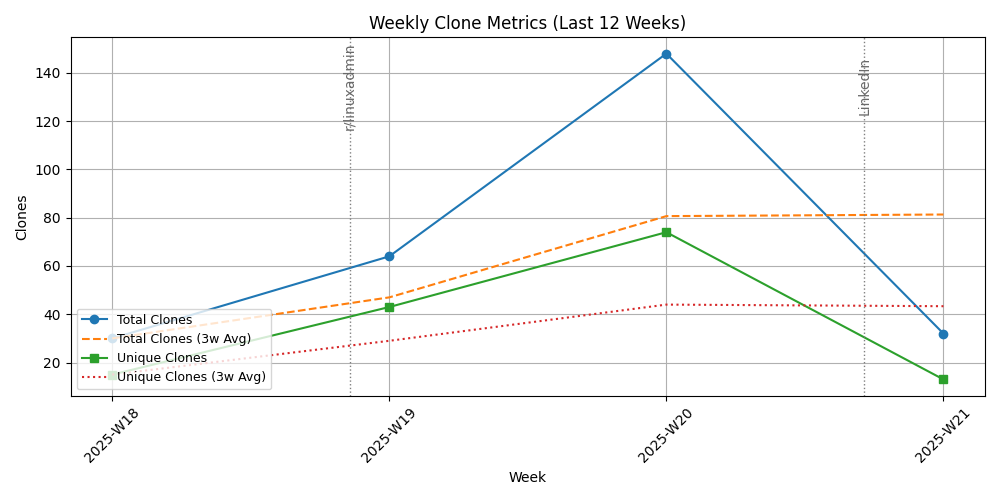 Weekly Clone Metrics (Last 12 Weeks)
Clones
140
120
100
80
60
40
20
r/linuxadmin
LinkedIn
Total Clones
Total Clones (3w Avg)
Unique Clones
Unique Clones (3w Avg)
2025-W18
2025-W19
2025-W20
2025-W21
Week